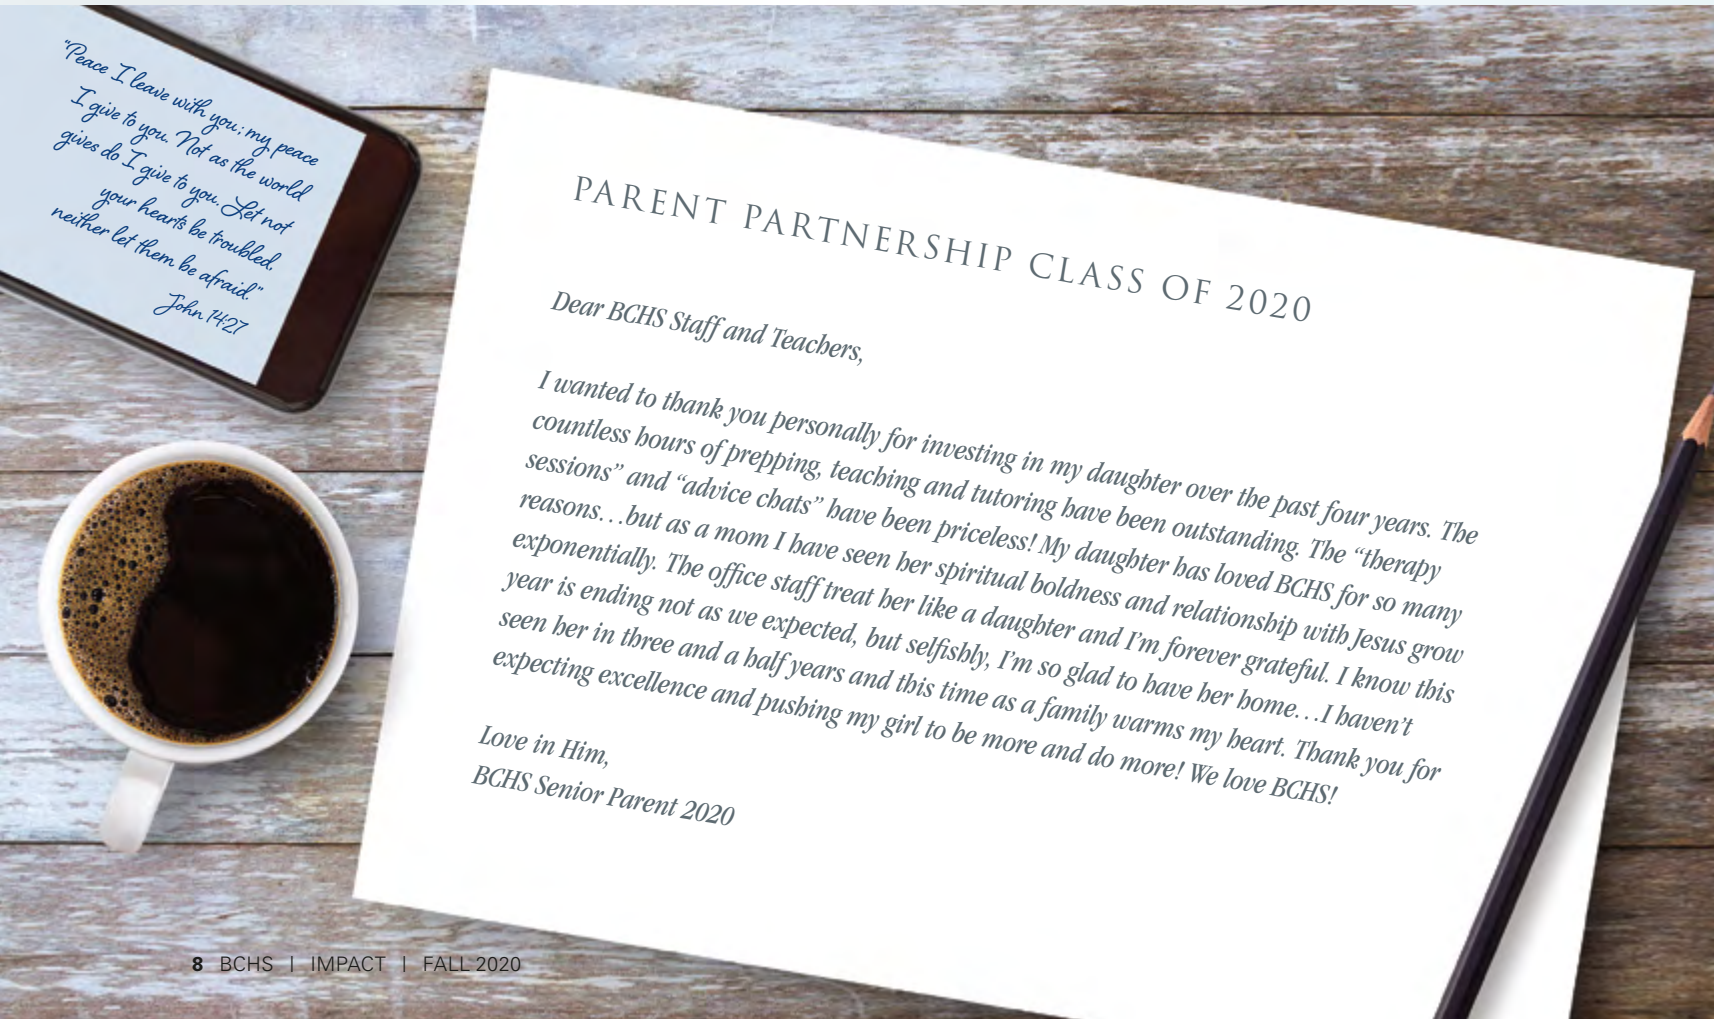 “Peace I leave with you; my peace
I give to you. Not as the world
gives do I give to you. Let not
your hearts be troubled,
neither let them be afraid.”
John 14:27
PARENT PARTNERSHIP CLASS OF 2020
Dear BCHS Staff and Teachers,
I wanted to thank you personally for investing in my daughter over the past four years. The
countless hours of prepping, teaching and tutoring have been outstanding. The “therapy
sessions” and “advice chats” have been priceless! My daughter has loved BCHS for so many
reasons…but as a mom I have seen her spiritual boldness and relationship with Jesus grow
exponentially. The office staff treat her like a daughter and I’m forever grateful. I know this
year is ending not as we expected, but selfishly, I’m so glad to have her home…I haven’t
seen her in three and a half years and this time as a family warms my heart. Thank you for
expecting excellence and pushing my girl to be more and do more! We love BCHS!
Love in Him,
BCHS Senior Parent 2020
8 BCHS | IMPACT | FALL 2020